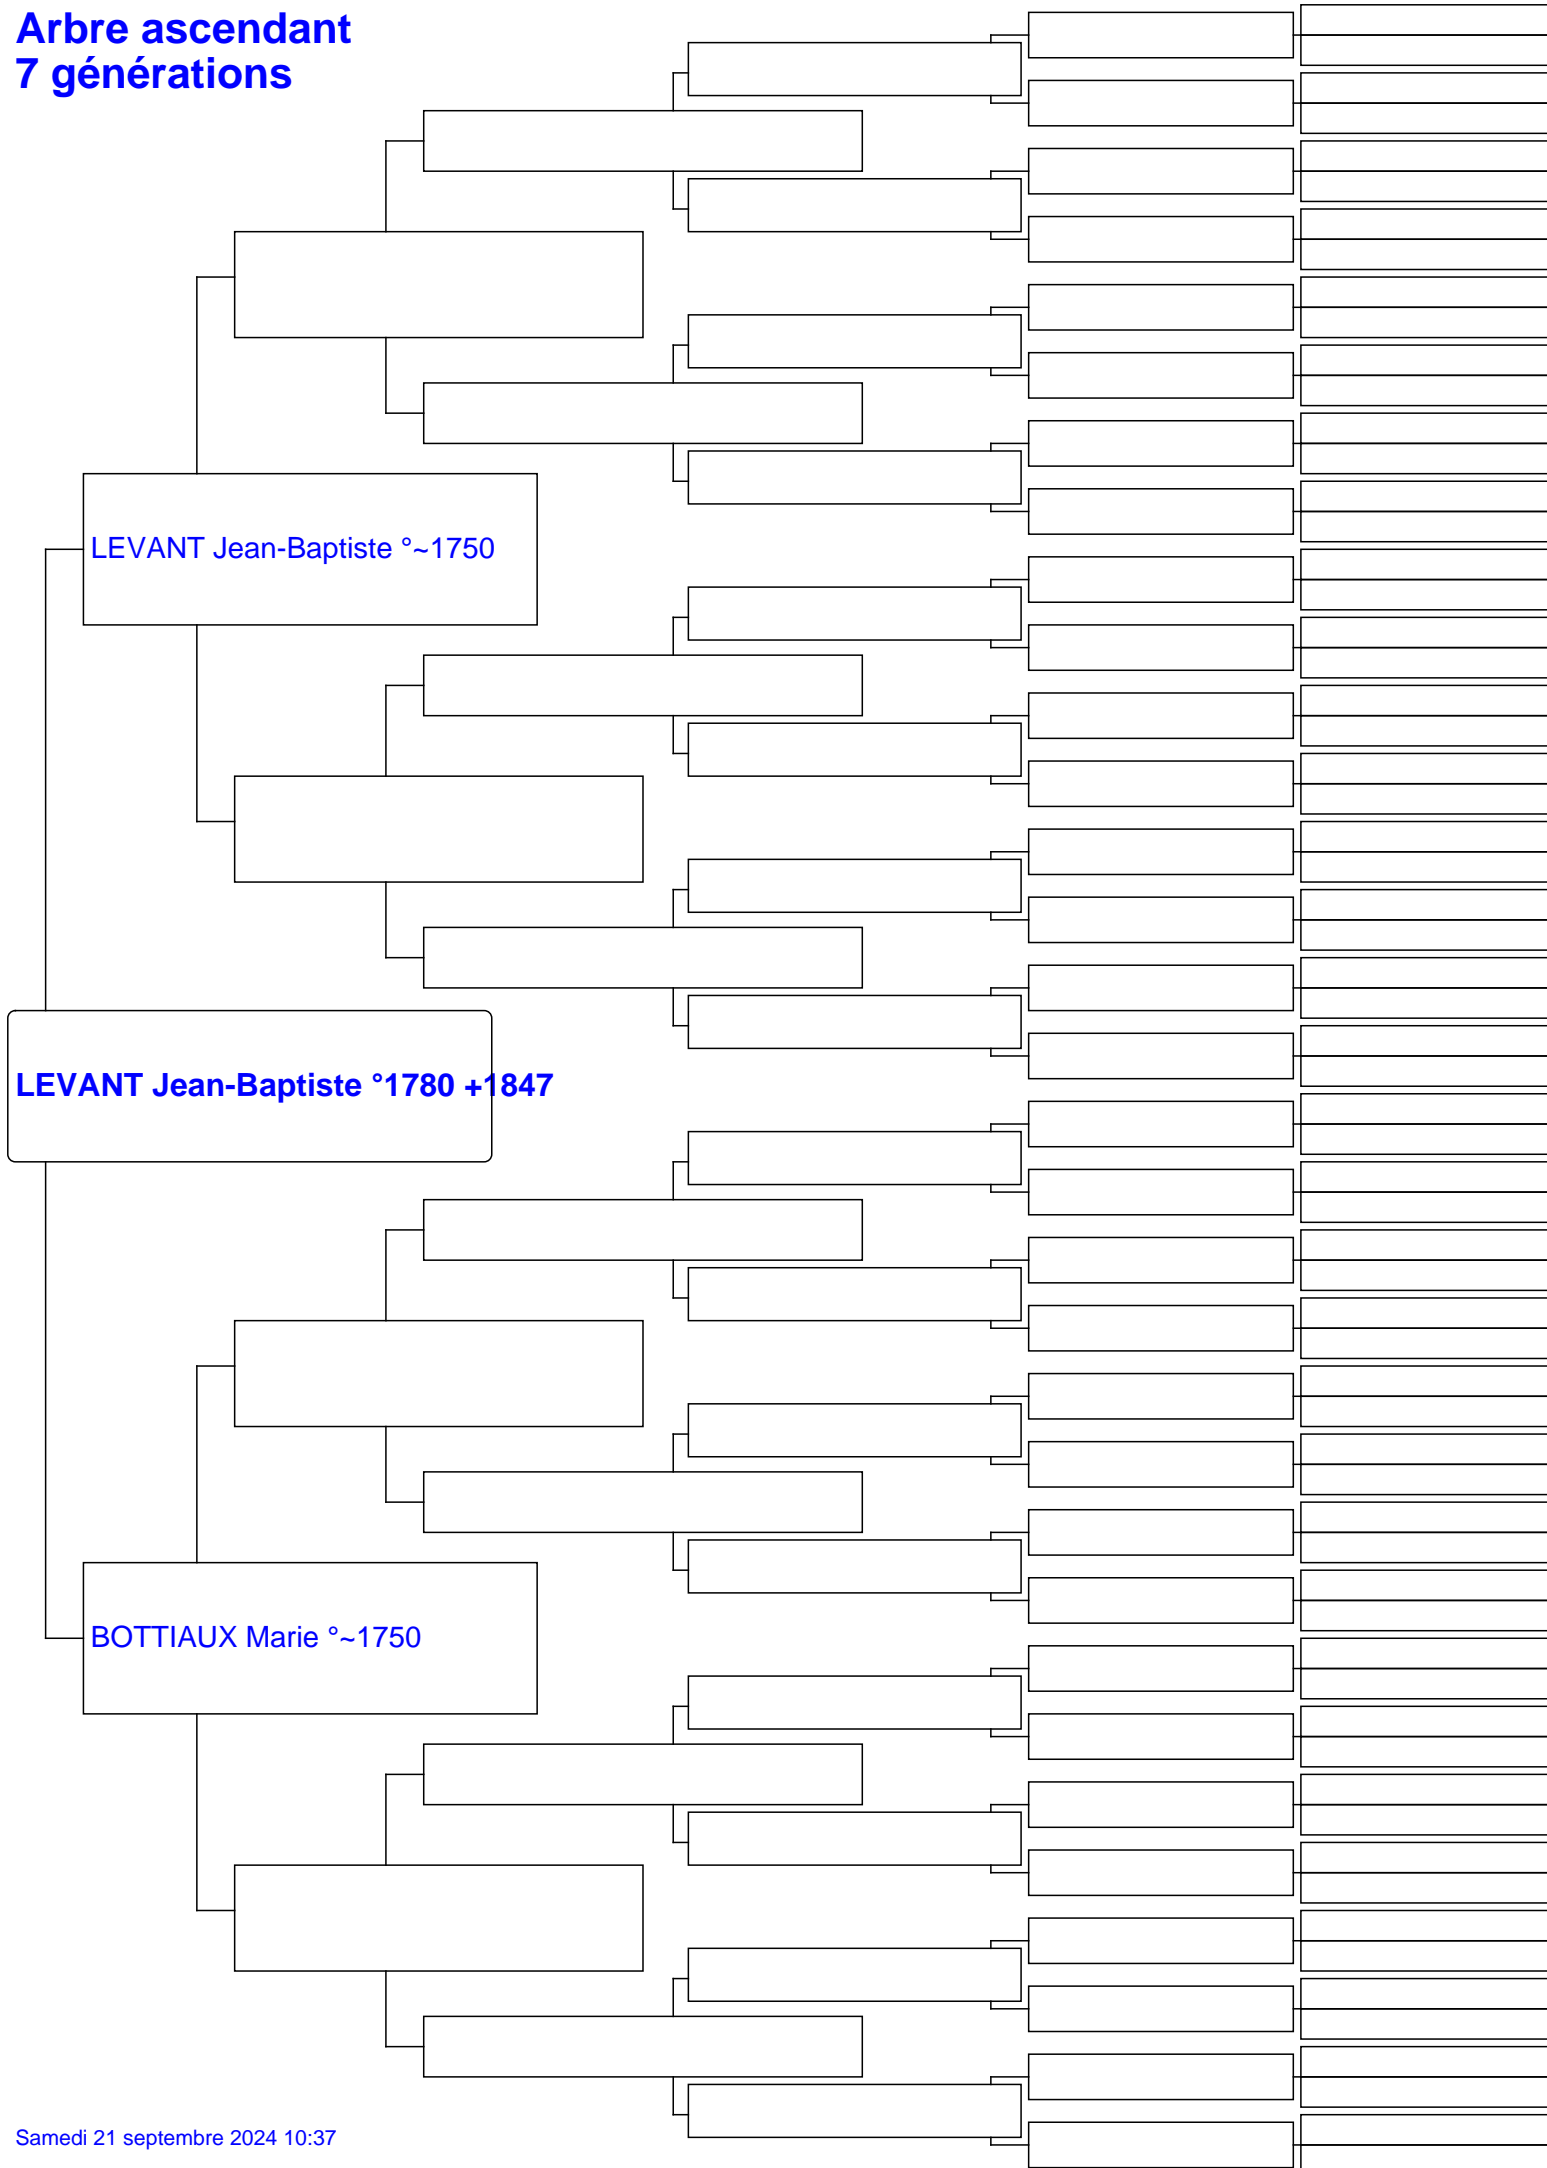 Arbre ascendant
7 générations
LEVANT Jean-Baptiste °~1750
LEVANT Jean-Baptiste °1780 +1847
BOTTIAUX Marie °~1750
Samedi 21 septembre 2024 10:37